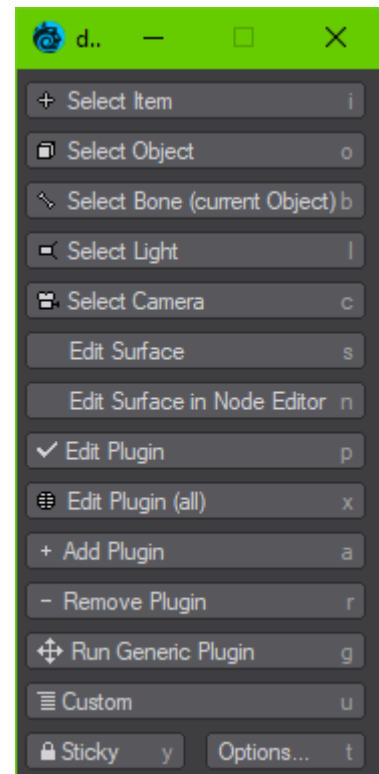 d..
Select Item i
Select Object o
Select Bone (current Object) b
Select Light l
Select Camera c
Edit Surface s
Edit Surface in Node Editor n
Edit Plugin p
Edit Plugin (all) x
+ Add Plugin a
- Remove Plugin r
Run Generic Plugin g
Custom u
Sticky y Options... t